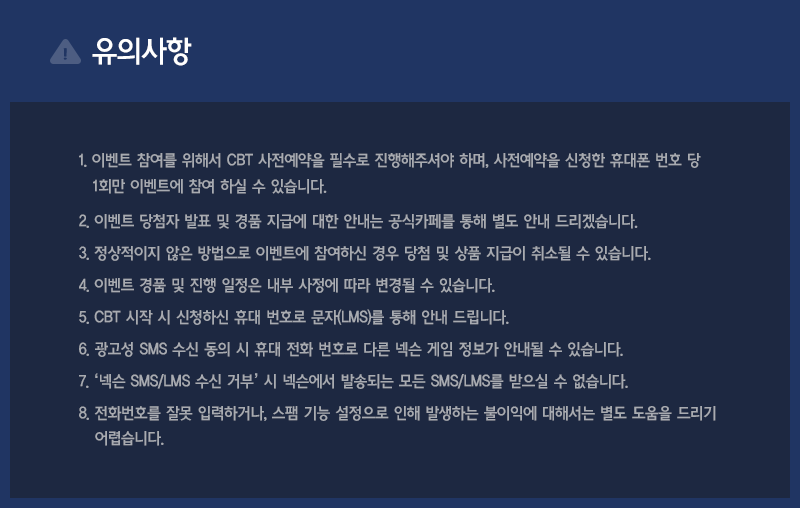 유의사항
1. 이벤트 참여를 위해서 CBT 사전예약을 필수로 진행해주셔야 하며, 사전예약을 신청한 휴대폰 번호 당
1회만 이벤트에 참여 하실 수 있습니다.
2. 이벤트 당첨자 발표 및 경품 지급에 대한 안내는 공식카페를 통해 별도 안내 드리겠습니다.
3. 정상적이지 않은 방법으로 이벤트에 참여하신 경우 당첨 및 상품 지급이 취소될 수 있습니다.
4. 이벤트 경품 및 진행 일정은 내부 사정에 따라 변경될 수 있습니다.
5. CBT 시작 시 신청하신 휴대 번호로 문자(LMS)를 통해 안내 드립니다.
6. 광고성 SMS 수신 동의 시 휴대 전화 번호로 다른 넥슨 게임 정보가 안내될 수 있습니다.
7. ‘넥슨 SMS/LMS 수신 거부’ 시 넥슨에서 발송되는 모든 SMS/LMS를 받으실 수 없습니다.
8. 전화번호를 잘못 입력하거나, 스팸 기능 설정으로 인해 발생하는 불이익에 대해서는 별도 도움을 드리기
어렵습니다.